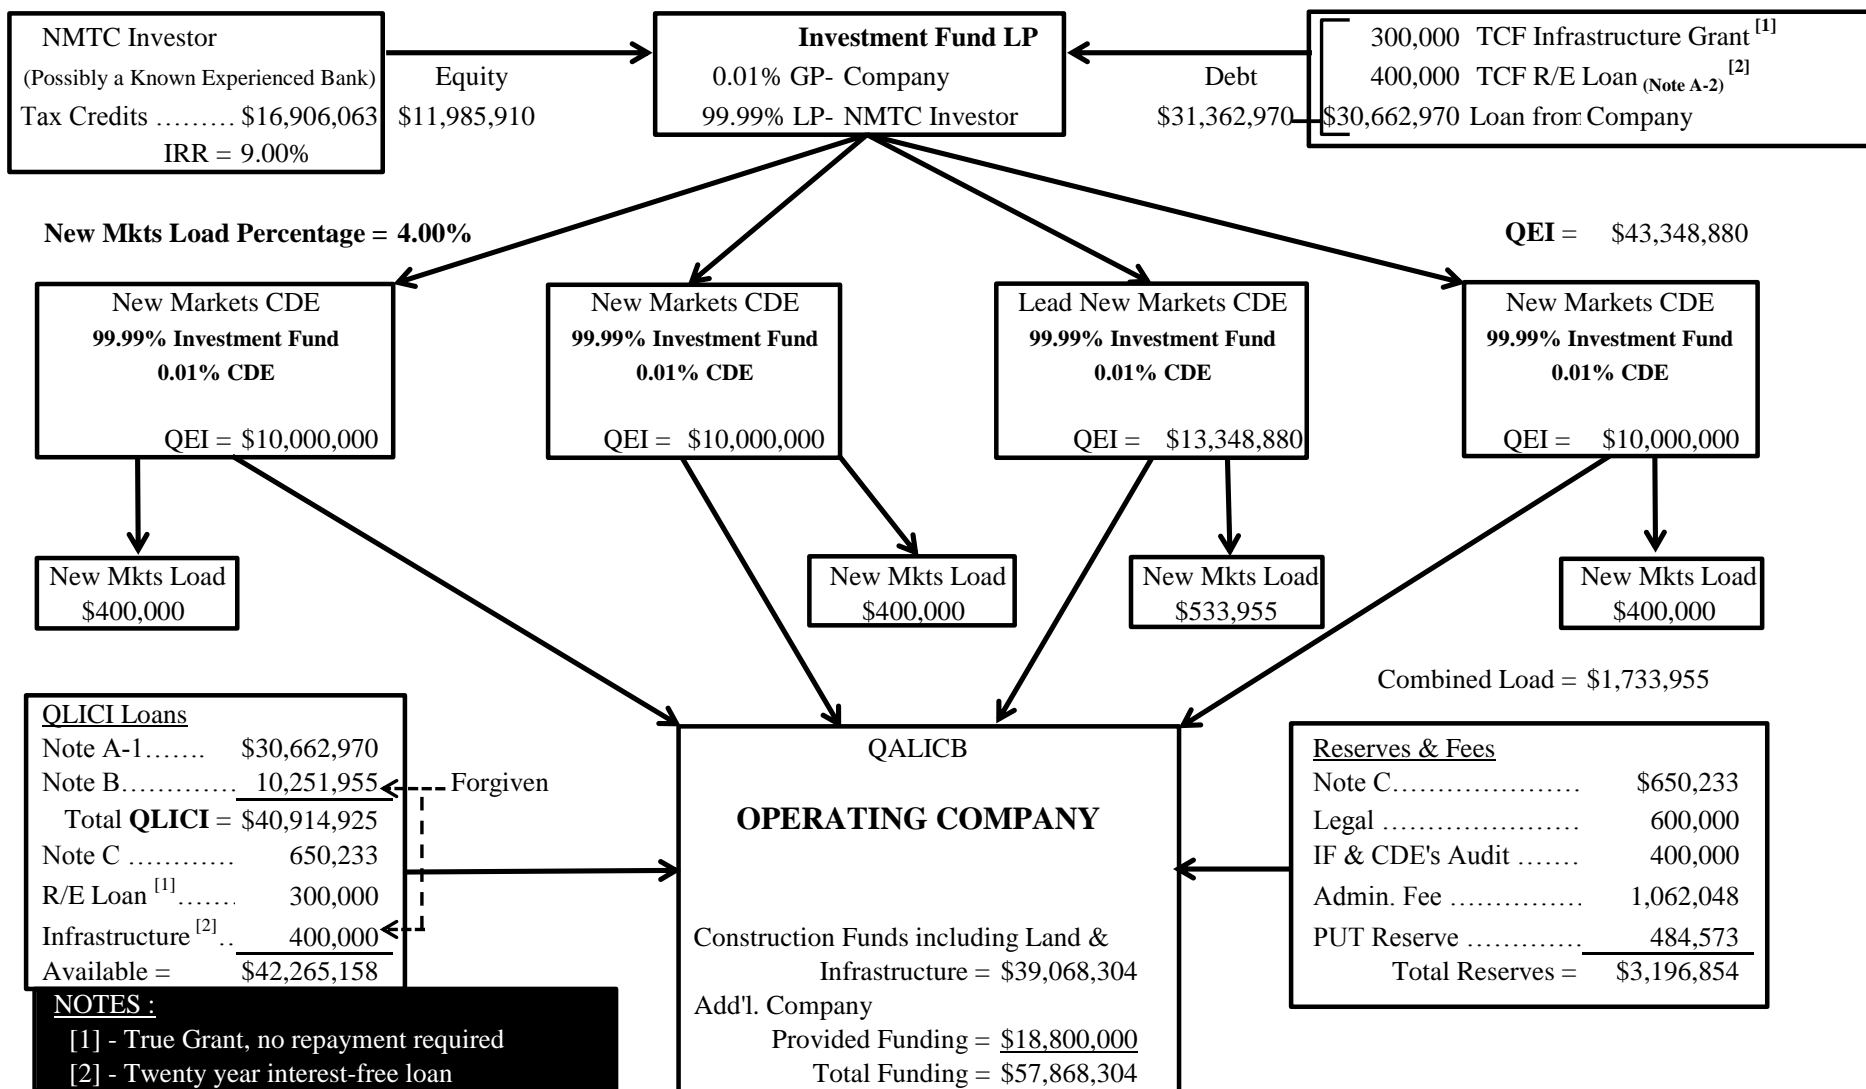 NMTC Investor
(Possibly a Known Experienced Bank)
Tax Credits ……… $16,906,063
IRR = 9.00%
Equity
$11,985,910
Investment Fund LP
0.01% GP- Company
99.99% LP- NMTC Investor
Debt
$31,362,970
300,000 TCF Infrastructure Grant [1]
400,000 TCF R/E Loan (Note A-2) [2]
$30,662,970 Loan from Company
New Mkts Load Percentage = 4.00%
QEI = $43,348,880
New Markets CDE
99.99% Investment Fund
0.01% CDE
QEI = $10,000,000
New Markets CDE
99.99% Investment Fund
0.01% CDE
QEI = $10,000,000
Lead New Markets CDE
99.99% Investment Fund
0.01% CDE
QEI = $13,348,880
New Markets CDE
99.99% Investment Fund
0.01% CDE
QEI = $10,000,000
New Mkts Load
$400,000
New Mkts Load
$400,000
New Mkts Load
$533,955
New Mkts Load
$400,000
Combined Load = $1,733,955
QLICI Loans
Note A-1……. $30,662,970
Note B………… 10,251,955
Total QLICI = $40,914,925
Note C ………… 650,233
R/E Loan [1]…… 300,000
Infrastructure [2].. 400,000
Available = $42,265,158
Forgiven
NOTES :
[1] - True Grant, no repayment required
[2] - Twenty year interest-free loan
QALICB
OPERATING COMPANY
Construction Funds including Land &
Infrastructure = $39,068,304
Add'l. Company
Provided Funding = $18,800,000
Total Funding = $57,868,304
Reserves & Fees
Note C………………… $650,233
Legal ………………… 600,000
IF & CDE's Audit ……. 400,000
Admin. Fee ………….. 1,062,048
PUT Reserve …………. 484,573
Total Reserves = $3,196,854